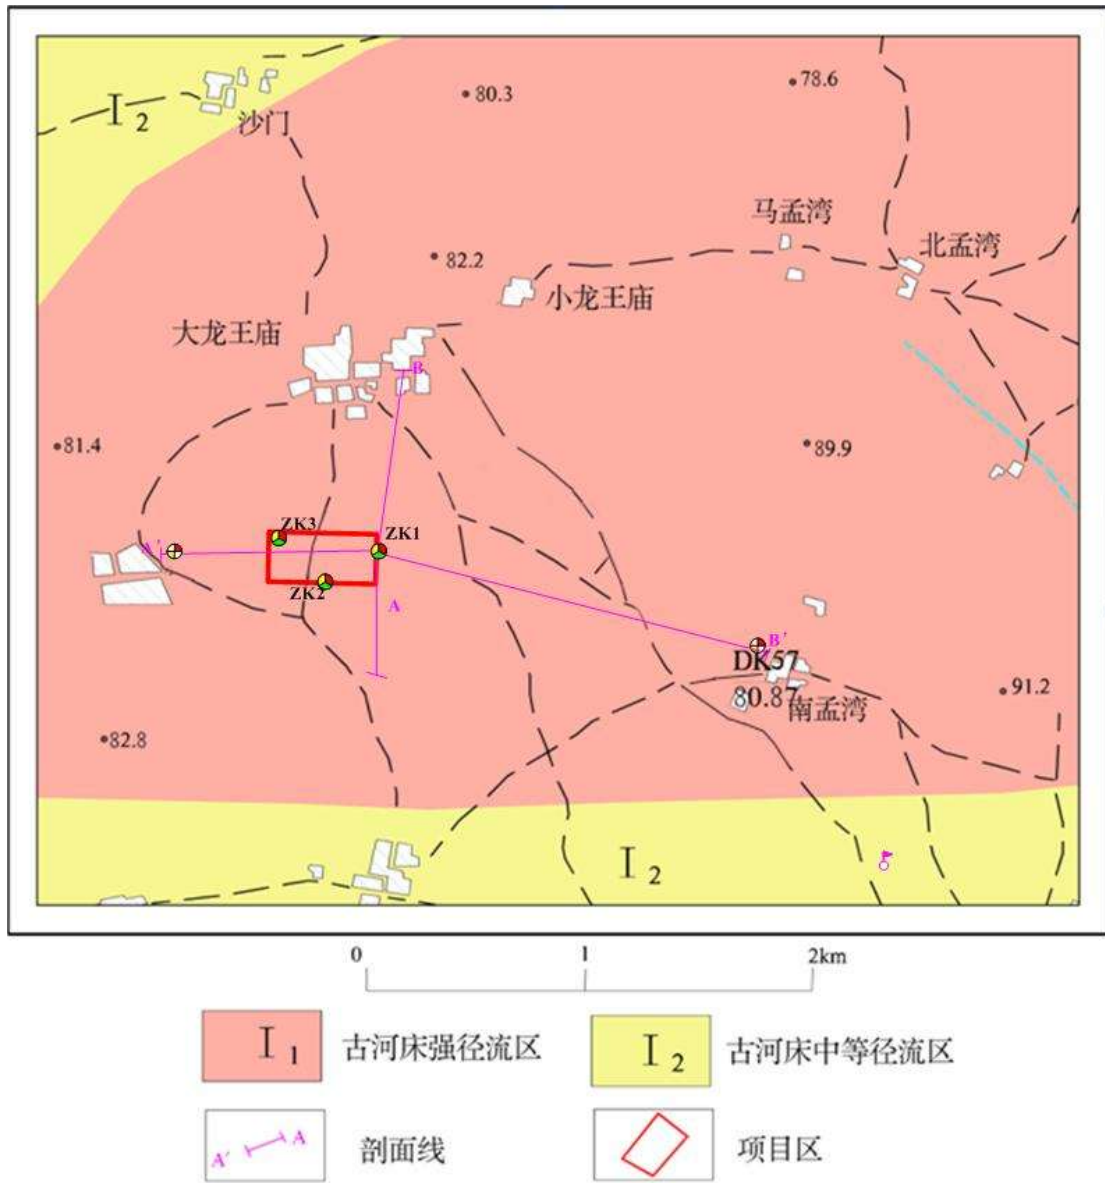 80.3
78.6
I₂
沙门
马孟湾
北孟湾
82.2
小龙王庙
大龙王庙
B
81.4
89.9
ZK3
ZK1
A′
ZK2
A
B′
DK57
80.87
南孟湾
91.2
82.8
I₂
0 1 2km
I₁ 古河床强径流区
I₂ 古河床中等径流区
A′ A 剖面线
项目区